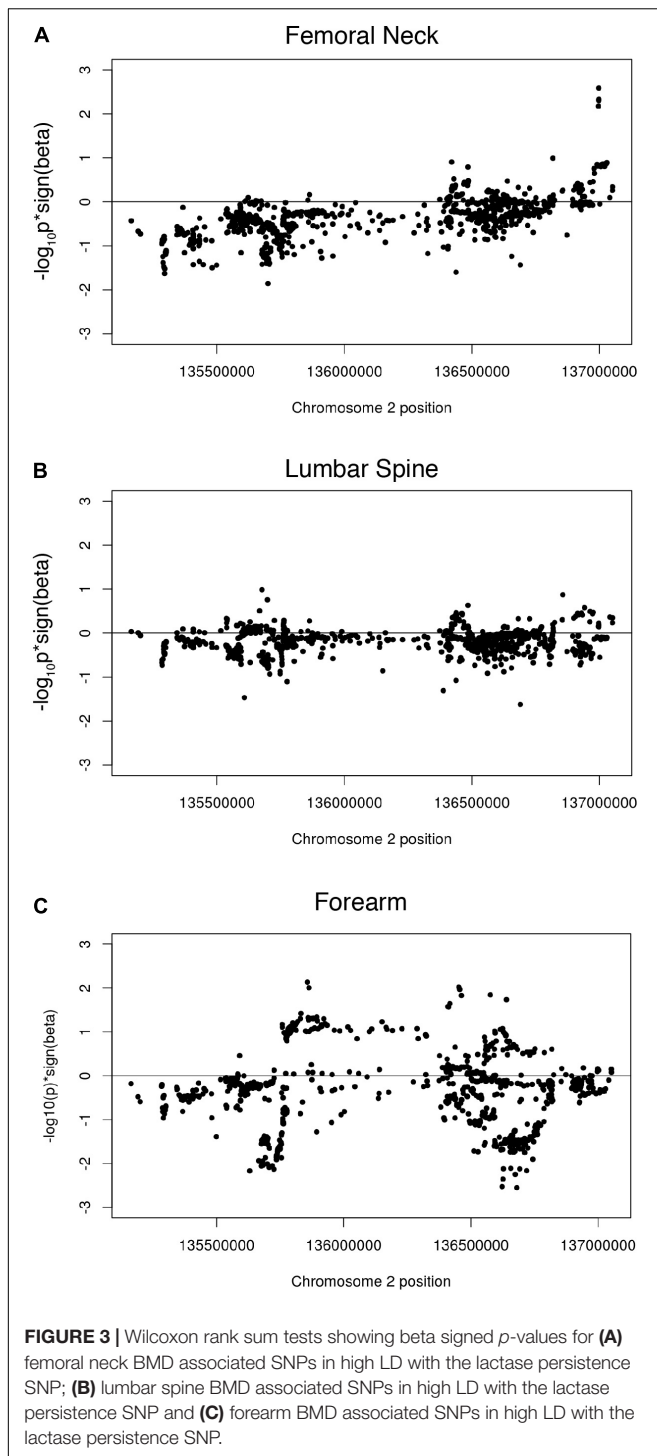 A
Femoral Neck
-log10p*sign(beta)
3
2
1
0
-1
-2
-3
135500000 136000000 136500000 137000000
Chromosome 2 position
B
Lumbar Spine
-log10p*sign(beta)
3
2
1
0
-1
-2
-3
135500000 136000000 136500000 137000000
Chromosome 2 position
C
Forearm
-log10(p)*sign(beta)
3
2
1
0
-1
-2
-3
135500000 136000000 136500000 137000000
Chromosome 2 position
FIGURE 3 | Wilcoxon rank sum tests showing beta signed p-values for (A)
femoral neck BMD associated SNPs in high LD with the lactase persistence
SNP; (B) lumbar spine BMD associated SNPs in high LD with the lactase
persistence SNP and (C) forearm BMD associated SNPs in high LD with the
lactase persistence SNP.